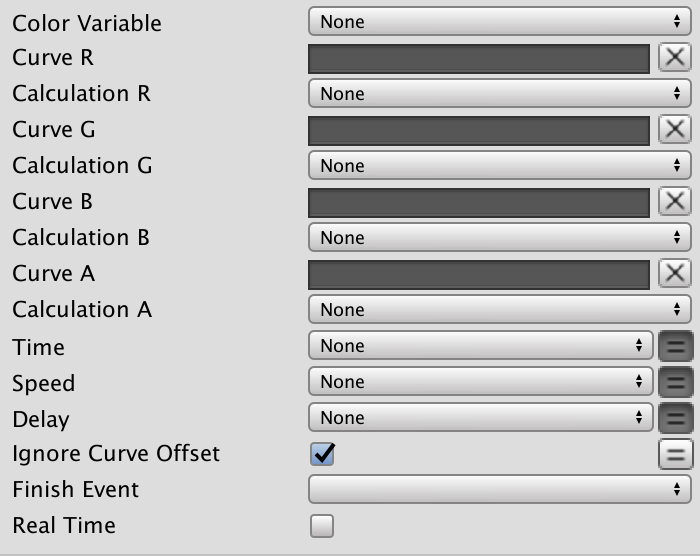 Color Variable None
Curve R
Calculation R None
Curve G
Calculation G None
Curve B
Calculation B None
Curve A
Calculation A None
Time None
Speed None
Delay None
Ignore Curve Offset
Finish Event
Real Time